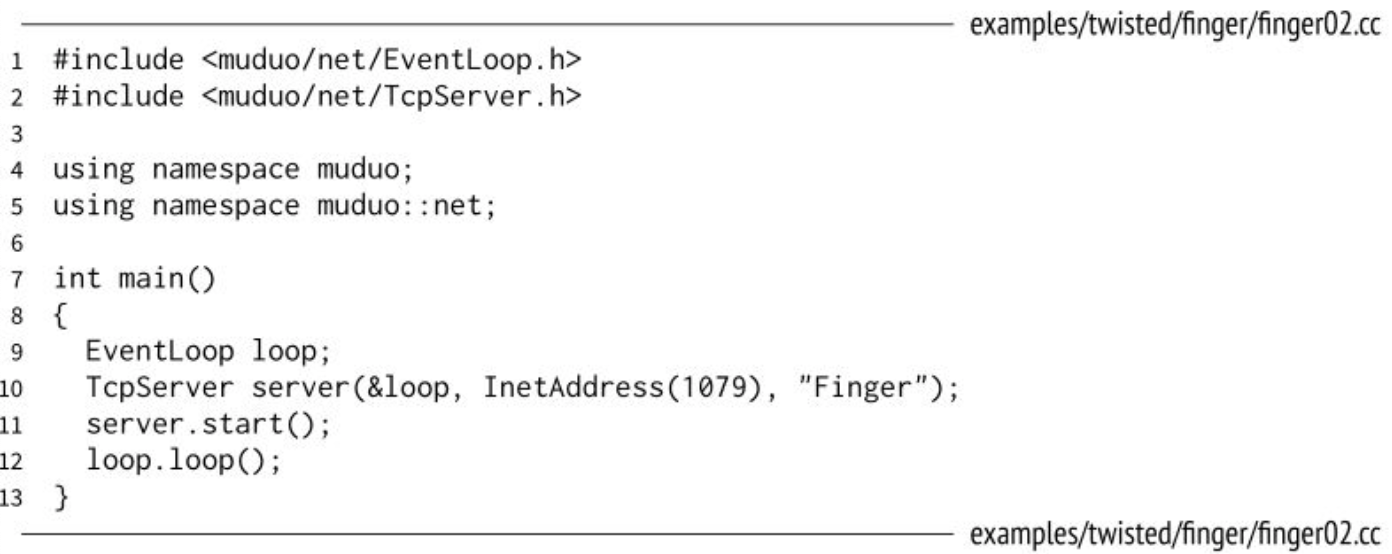 examples/twisted/finger/finger02.cc
1 #include <muduo/net/EventLoop.h>
2 #include <muduo/net/TcpServer.h>
3
4 using namespace muduo;
5 using namespace muduo::net;
6
7 int main()
8 {
9   EventLoop loop;
10   TcpServer server(&loop, InetAddress(1079), "Finger");
11   server.start();
12   loop.loop();
13 }
examples/twisted/finger/finger02.cc